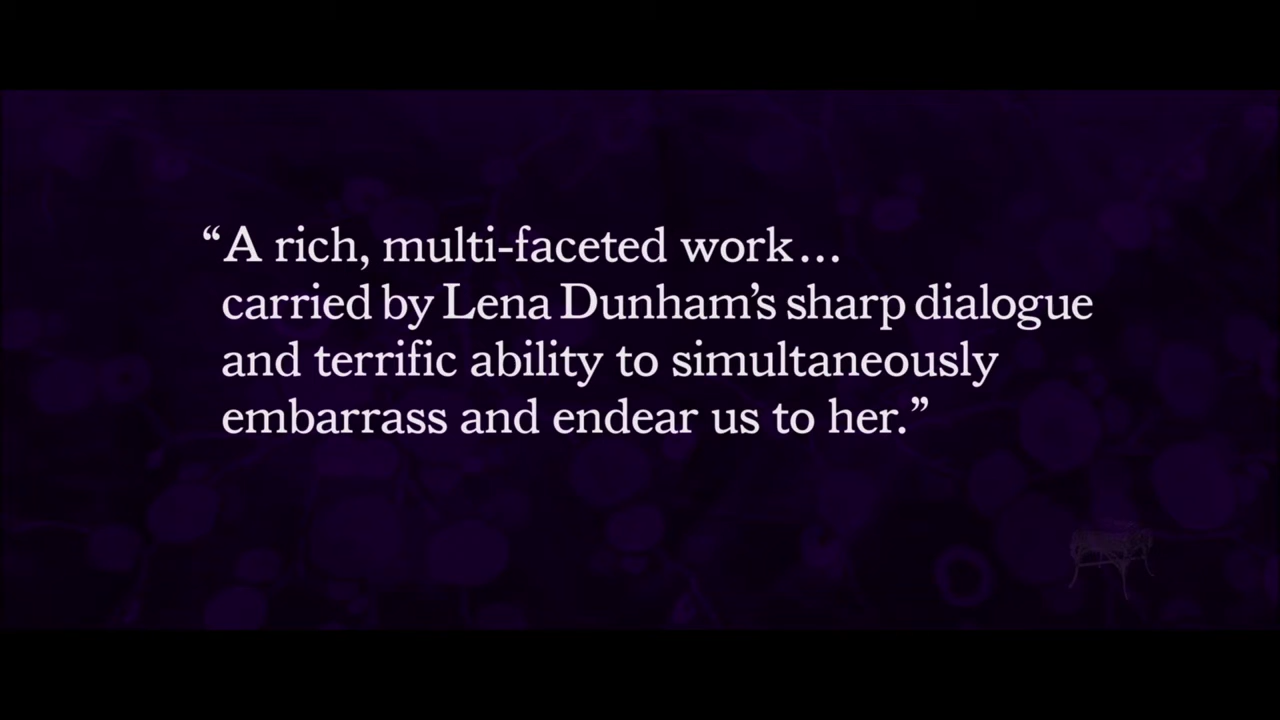 “A rich, multi-faceted work…
carried by Lena Dunham’s sharp dialogue
and terrific ability to simultaneously
embarrass and endear us to her.”